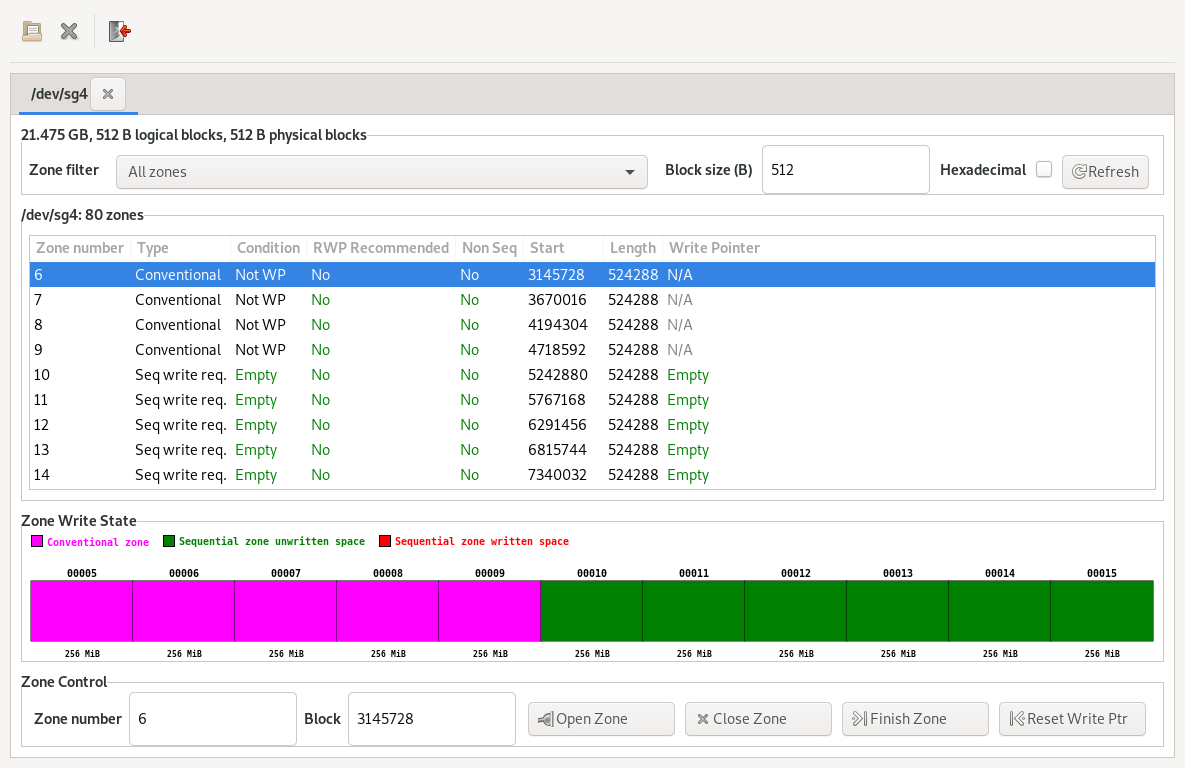 /dev/sg4
21.475 GB, 512 B logical blocks, 512 B physical blocks
Zone filter All zones Block size (B) 512 Hexadecimal Refresh
/dev/sg4: 80 zones
Zone number Type Condition RWP Recommended Non Seq Start Length Write Pointer
6 Conventional Not WP No No 3145728 524288 N/A
7 Conventional Not WP No No 3670016 524288 N/A
8 Conventional Not WP No No 4194304 524288 N/A
9 Conventional Not WP No No 4718592 524288 N/A
10 Seq write req. Empty No No 5242880 524288 Empty
11 Seq write req. Empty No No 5767168 524288 Empty
12 Seq write req. Empty No No 6291456 524288 Empty
13 Seq write req. Empty No No 6815744 524288 Empty
14 Seq write req. Empty No No 7340032 524288 Empty
Zone Write State
Conventional zone Sequential zone unwritten space Sequential zone written space
00005 00006 00007 00008 00009 00010 00011 00012 00013 00014 00015
256 MiB 256 MiB 256 MiB 256 MiB 256 MiB 256 MiB 256 MiB 256 MiB 256 MiB 256 MiB 256 MiB
Zone Control
Zone number 6 Block 3145728 Open Zone Close Zone Finish Zone Reset Write Ptr